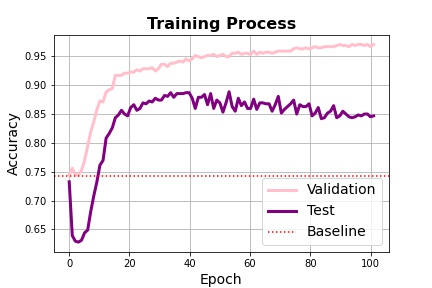 Training Process
Accuracy
0.95
0.90
0.85
0.80
0.75
0.70
0.65
Validation
Test
Baseline
0
20
40
60
80
100
Epoch